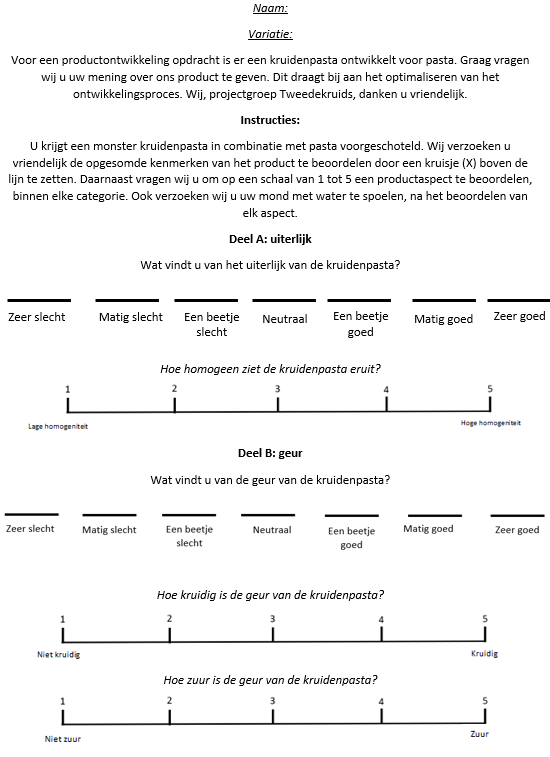 Naam:
Variatie:
Voor een productontwikkeling opdracht is er een kruidenpasta ontwikkelt voor pasta. Graag vragen
wij u uw mening over ons product te geven. Dit draagt bij aan het optimaliseren van het
ontwikkelingsproces. Wij, projectgroep Tweedekruids, danken u vriendelijk.
Instructies:
U krijgt een monster kruidenpasta in combinatie met pasta voorgeschoteld. Wij verzoeken u
vriendelijk de opgesomde kenmerken van het product te beoordelen door een kruisje (X) boven de
lijn te zetten. Daarnaast vragen wij u om op een schaal van 1 tot 5 een productaspect te beoordelen,
binnen elke categorie. Ook verzoeken wij u uw mond met water te spoelen, na het beoordelen van
elk aspect.
Deel A: uiterlijk
Wat vindt u van het uiterlijk van de kruidenpasta?
Zeer slecht Matig slecht Een beetje Neutraal Een beetje Matig goed Zeer goed
slecht goed
Hoe homogeen ziet de kruidenpasta eruit?
1 2 3 4 5
Lage homogeniteit Hoge homogeniteit
Deel B: geur
Wat vindt u van de geur van de kruidenpasta?
Zeer slecht Matig slecht Een beetje Neutraal Een beetje Matig goed Zeer goed
slecht goed
Hoe kruidig is de geur van de kruidenpasta?
1 2 3 4 5
Niet kruidig Kruidig
Hoe zuur is de geur van de kruidenpasta?
1 2 3 4 5
Niet zuur Zuur